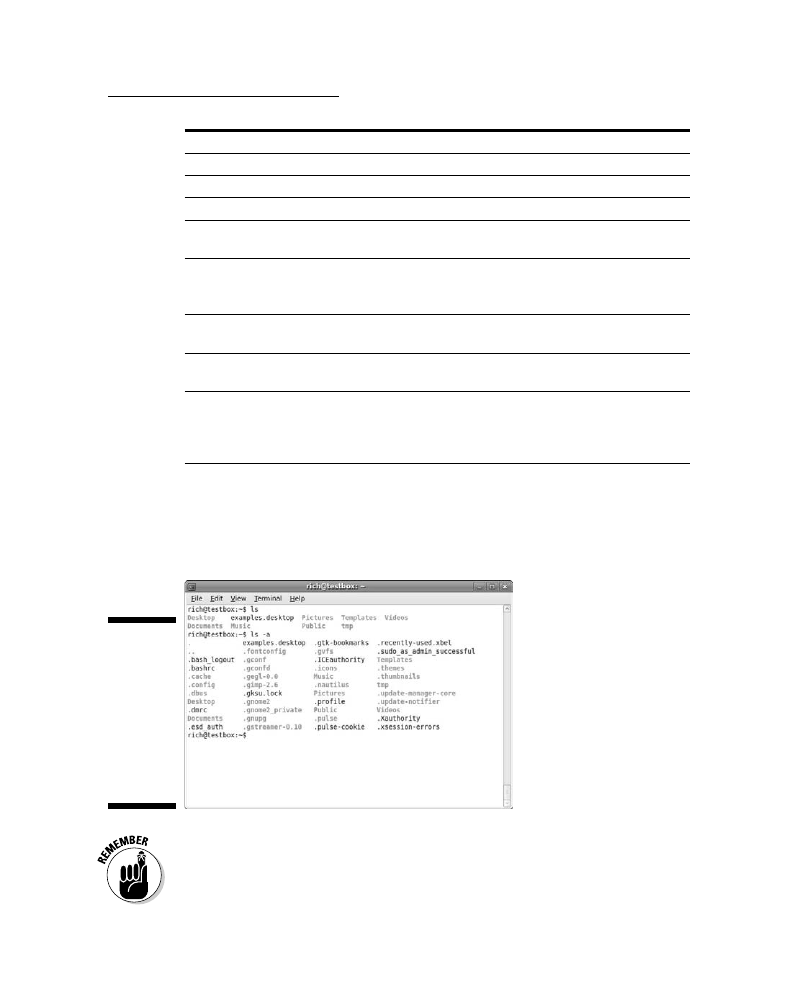 rich@testbox: ~
File Edit View Terminal Help
rich@testbox:~$ ls
Desktop examples.desktop Pictures Templates Videos
Documents Music Public tmp
rich@testbox:~$ ls -a
. examples.desktop .gtk-bookmarks .recently-used.xbel
.. .fontconfig .gvfs .sudo_as_admin_successful
.bash_logout .gconf .ICEauthority Templates
.bashrc .gconfd .icons .themes
.cache .gegl-0.0 Music .thumbnails
.config .gimp-2.6 .nautilus tmp
.dbus .gksu.lock Pictures .update-manager-core
Desktop .gnome2 .profile .update-notifier
.dmrc .gnome2_private Public Videos
Documents .gnupg .pulse .Xauthority
.esd_auth .gstreamer-0.10 .pulse-cookie .xsession-errors
rich@testbox:~$
REMEMBER